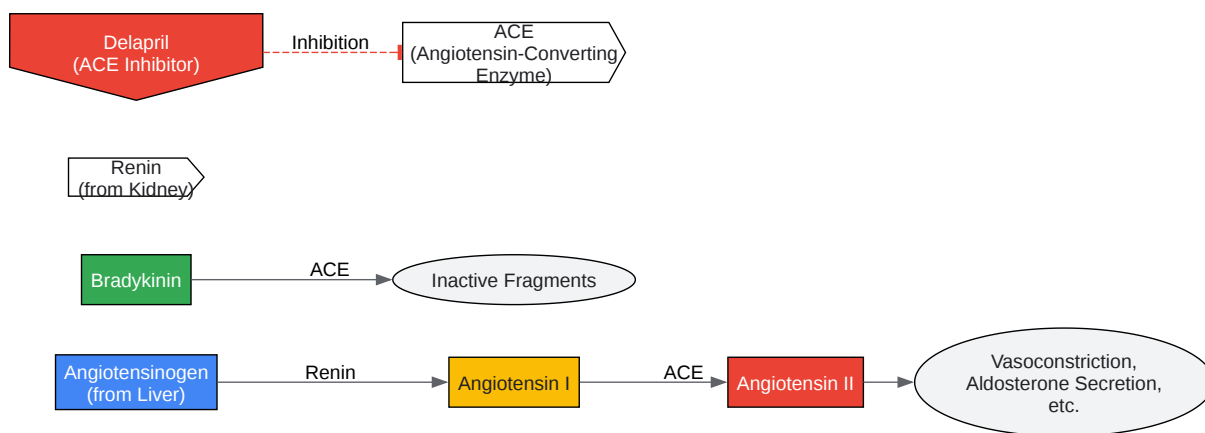 Delapril
(ACE Inhibitor)
Inhibition
ACE
(Angiotensin-Converting
Enzyme)
Renin
(from Kidney)
Bradykinin
ACE
Inactive Fragments
Angiotensinogen
(from Liver)
Renin
Angiotensin I
ACE
Angiotensin II
Vasoconstriction,
Aldosterone Secretion,
etc.